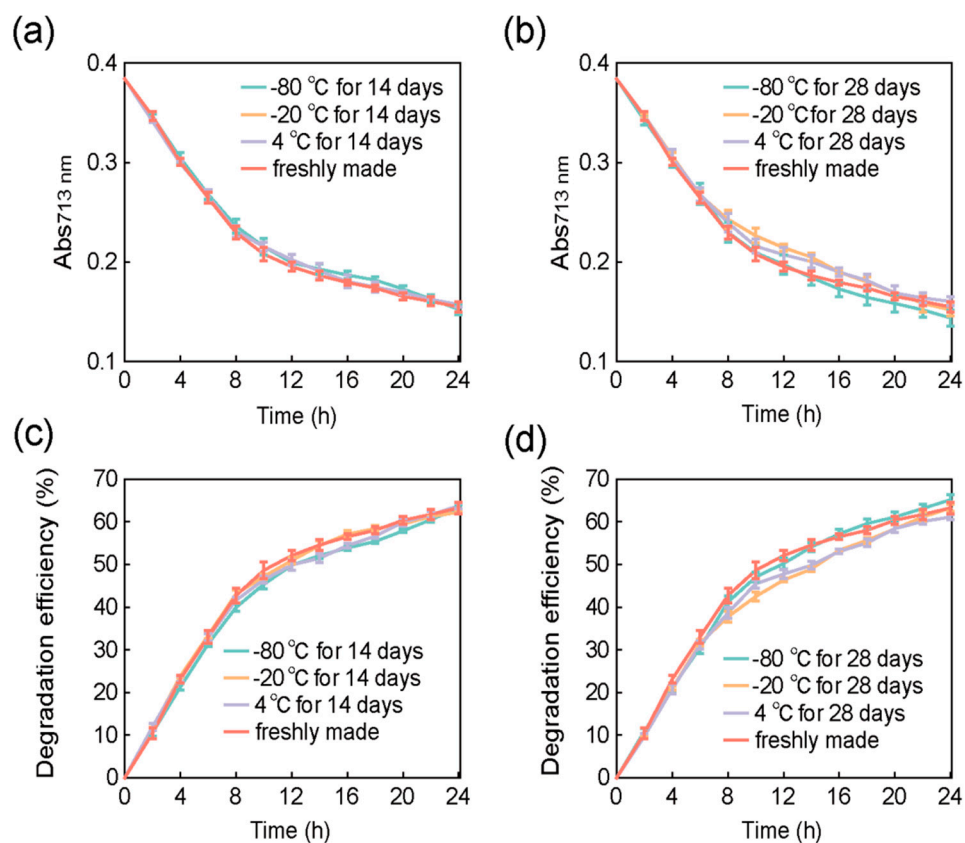 (a)
Abs713 nm
0.4
0.3
0.2
0.1
-80 °C for 14 days
-20 °C for 14 days
4 °C for 14 days
freshly made
0 4 8 12 16 20 24
Time (h)
(b)
Abs713 nm
0.4
0.3
0.2
0.1
-80 °C for 28 days
-20 °C for 28 days
4 °C for 28 days
freshly made
0 4 8 12 16 20 24
Time (h)
(c)
Degradation efficiency (%)
70
60
50
40
30
20
10
0
-80 °C for 14 days
-20 °C for 14 days
4 °C for 14 days
freshly made
0 4 8 12 16 20 24
Time (h)
(d)
Degradation efficiency (%)
70
60
50
40
30
20
10
0
-80 °C for 28 days
-20 °C for 28 days
4 °C for 28 days
freshly made
0 4 8 12 16 20 24
Time (h)